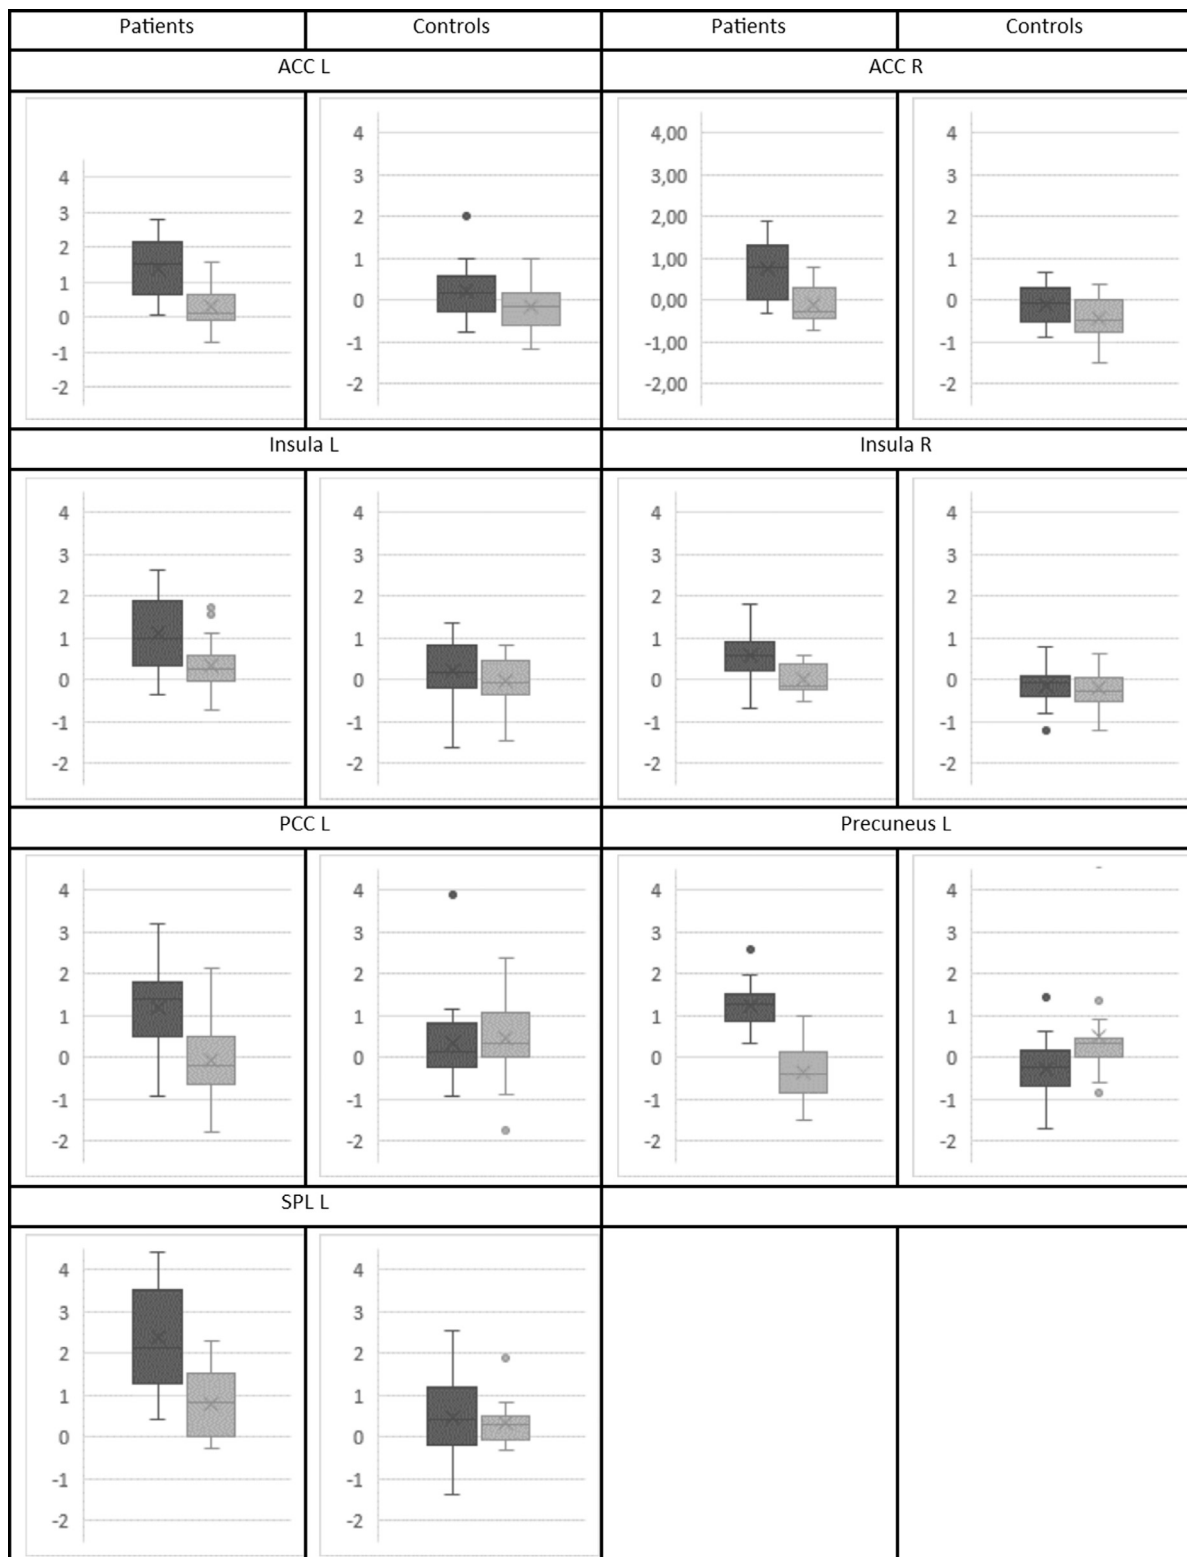 Patients Controls Patients Controls
ACC L ACC R
4 4 4,00 4
3 3 3,00 3
2 2 2,00 2
1 1 1,00 1
0 0 0,00 0
-1 -1 -1,00 -1
-2 -2 -2,00 -2
Insula L Insula R
4 4 4 4
3 3 3 3
2 2 2 2
1 1 1 1
0 0 0 0
-1 -1 -1 -1
-2 -2 -2 -2
PCC L Precuneus L
4 4 4 4
3 3 3 3
2 2 2 2
1 1 1 1
0 0 0 0
-1 -1 -1 -1
-2 -2 -2 -2
SPL L
4 4
3 3
2 2
1 1
0 0
-1 -1
-2 -2